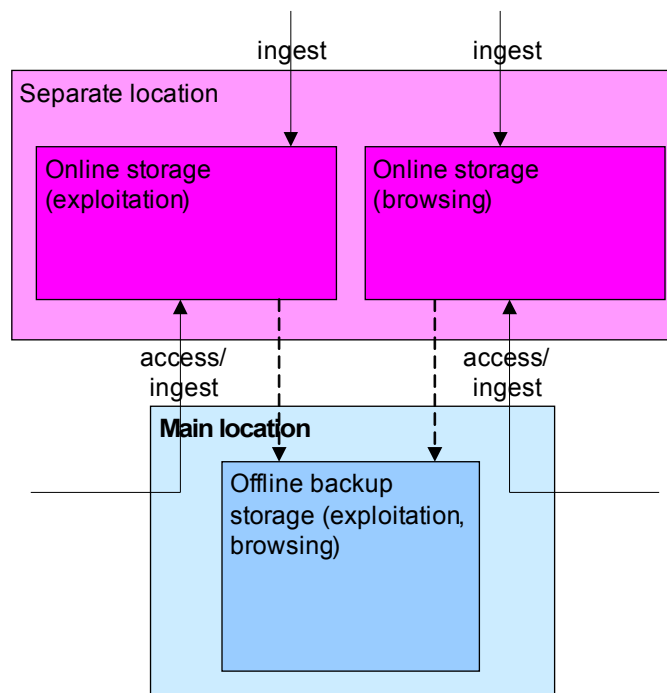 ingest
ingest
Separate location
Online storage
(exploitation)
Online storage
(browsing)
access/
ingest
access/
ingest
Main location
Offline backup
storage (exploitation,
browsing)